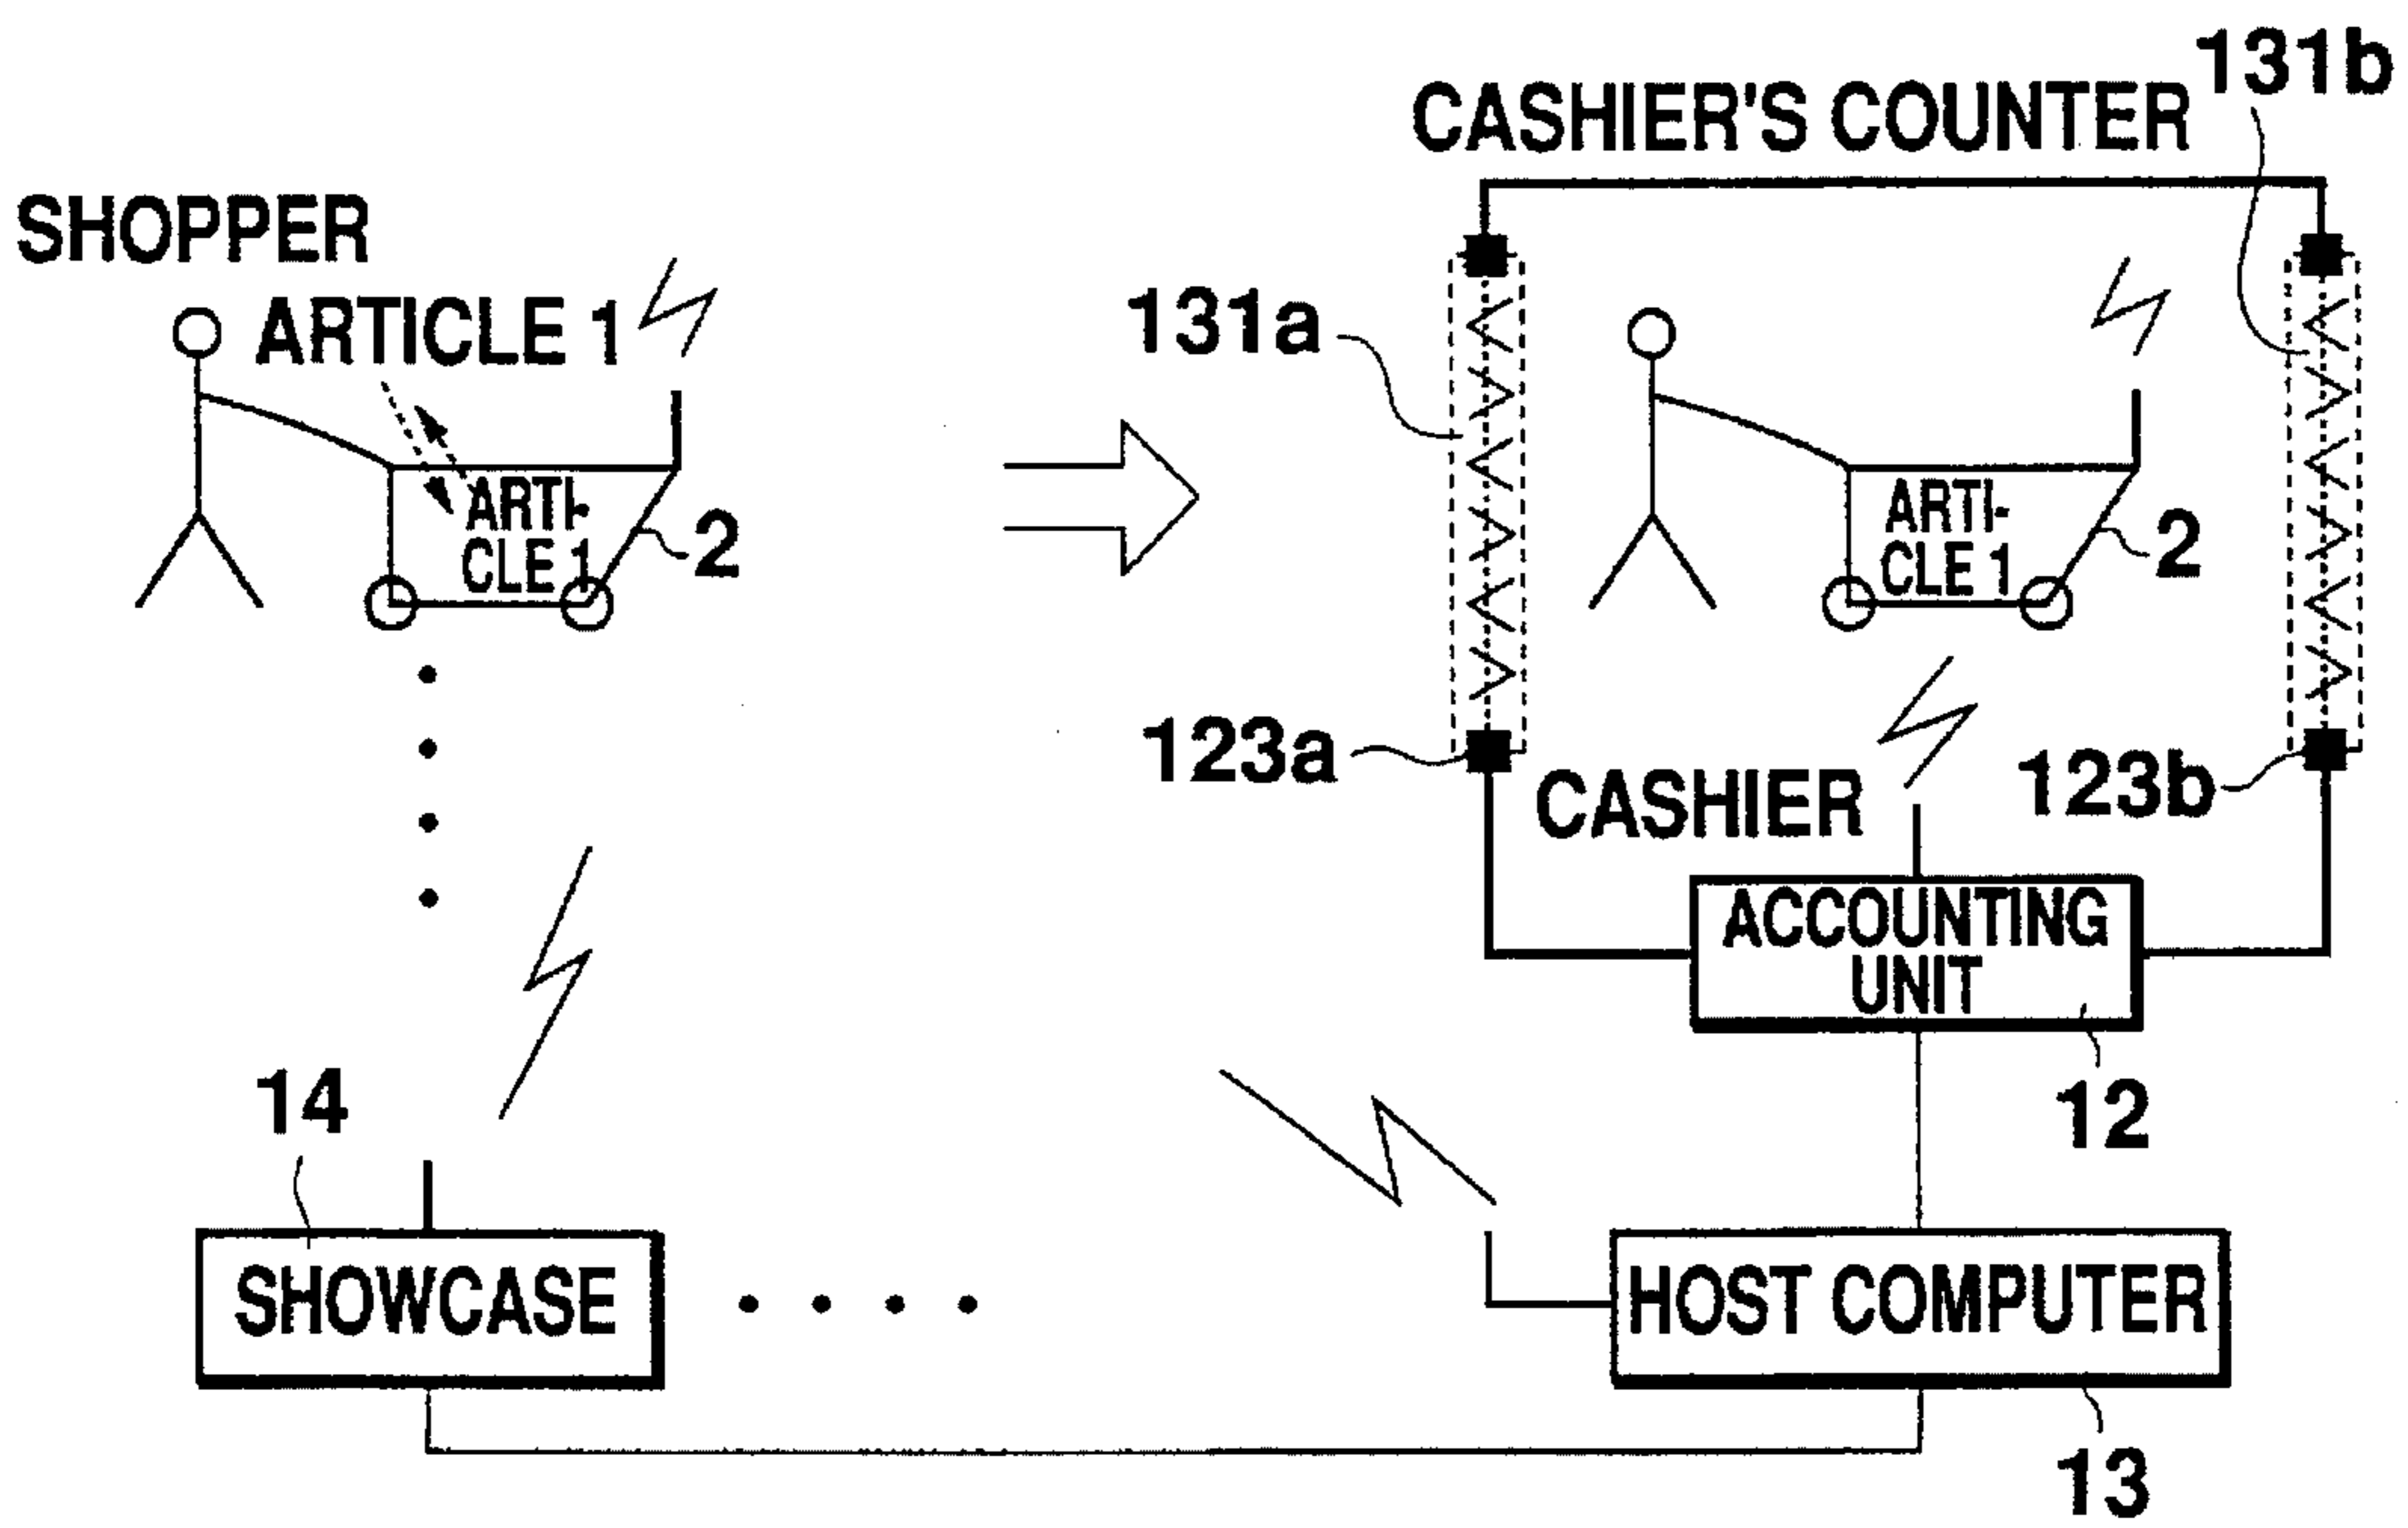 131b
CASHIER'S COUNTER
SHOPPER
ARTICLE 1
131a
ARTI-
CLE 1
2
ARTI-
CLE 1
2
123a
123b
CASHIER
ACCOUNTING
UNIT
14
12
SHOWCASE
HOST COMPUTER
13